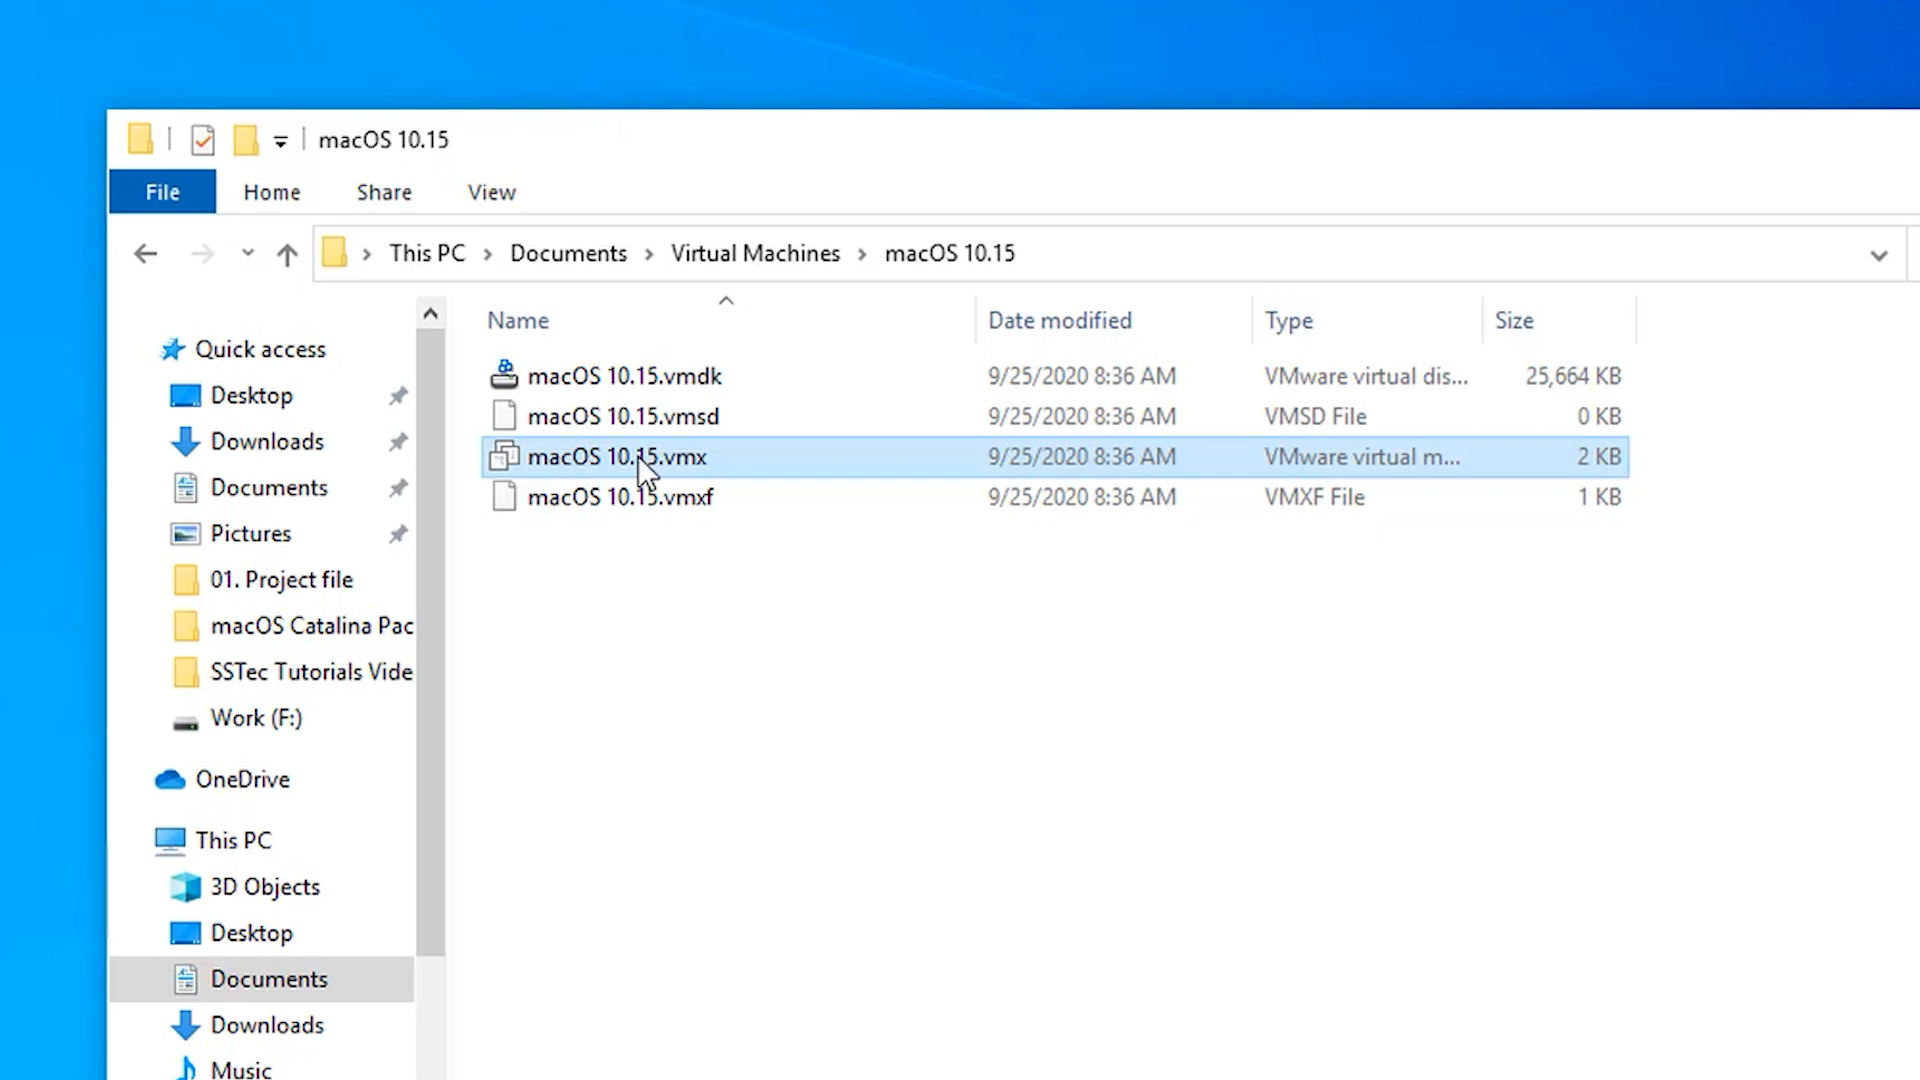 macOS 10.15
File Home Share View
This PC Documents Virtual Machines macOS 10.15
Name Date modified Type Size
macOS 10.15.vmdk 9/25/2020 8:36 AM VMware virtual dis... 25,664 KB
macOS 10.15.vmsd 9/25/2020 8:36 AM VMSD File 0 KB
macOS 10.15.vmx 9/25/2020 8:36 AM VMware virtual m... 2 KB
macOS 10.15.vmxf 9/25/2020 8:36 AM VMXF File 1 KB
Quick access
Desktop
Downloads
Documents
Pictures
01. Project file
macOS Catalina Pac
SSTec Tutorials Vide
Work (F:)
OneDrive
This PC
3D Objects
Desktop
Documents
Downloads
Music